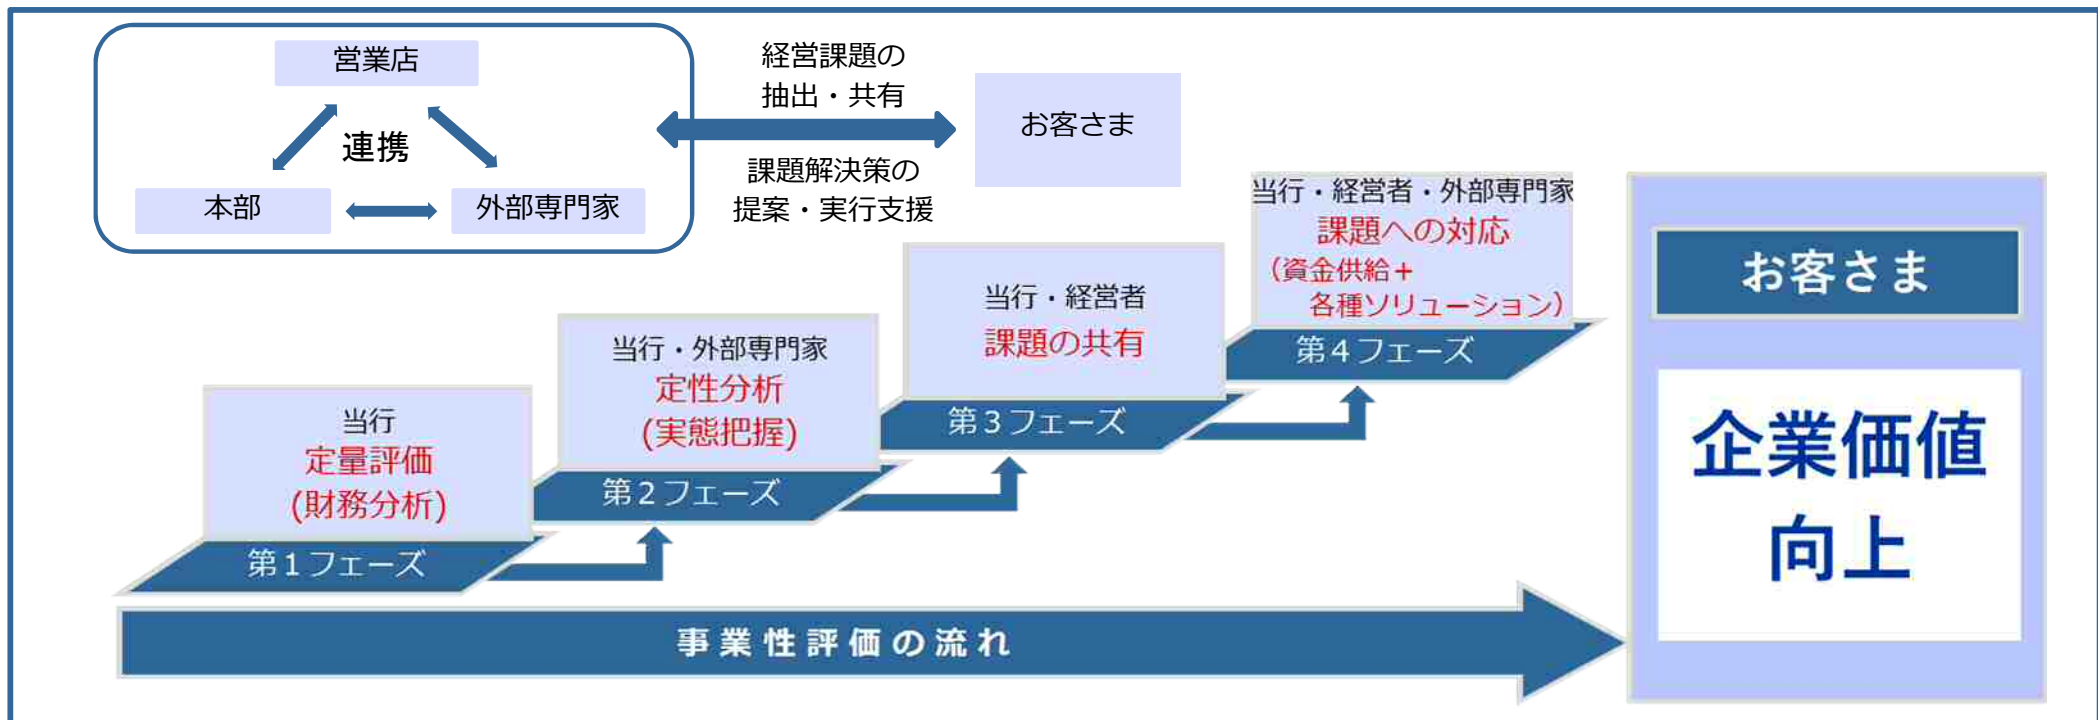 営業店
連携
本部
外部専門家
経営課題の
抽出・共有
課題解決策の
提案・実行支援
お客さま
当行
定量評価
(財務分析)
第1フェーズ
当行・外部専門家
定性分析
(実態把握)
第2フェーズ
当行・経営者
課題の共有
第3フェーズ
当行・経営者・外部専門家
課題への対応
（資金供給＋
各種ソリューション）
第4フェーズ
事業性評価の流れ
お客さま
企業価値
向上